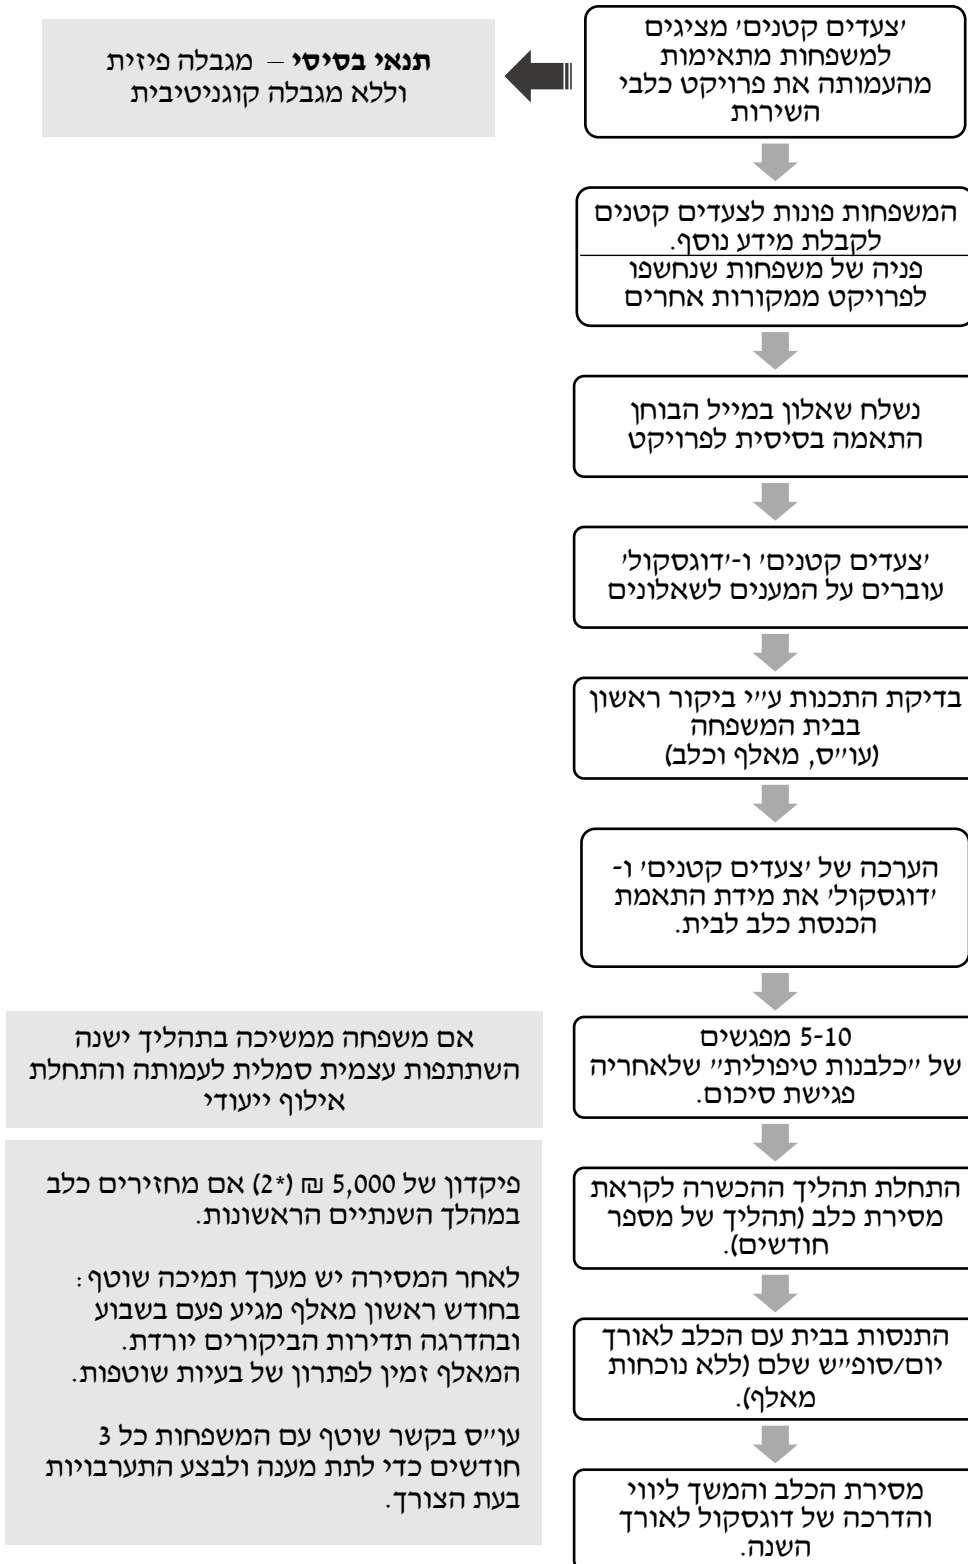 ׳צעדים קטנים׳ מציגים
למשפחות מתאימות
מהעמותה את פרויקט כלבי
השירות
תנאי בסיסי – מגבלה פיזית
וללא מגבלה קוגניטיבית
המשפחות פונות לצעדים קטנים
לקבלת מידע נוסף.
פניה של משפחות שנחשפו
לפרויקט ממקורות אחרים
נשלח שאלון במייל הבוחן
התאמה בסיסית לפרויקט
׳צעדים קטנים׳ ו-׳דוגסקול׳
עוברים על המענים לשאלונים
בדיקת התכנות ע״י ביקור ראשון
בבית המשפחה
(עו״ס, מאלף וכלב)
הערכה של ׳צעדים קטנים׳ ו-
׳דוגסקול׳ את מידת התאמת
הכנסת כלב לבית.
5-10 מפגשים
של ״כלבנות טיפולית״ שלאחריה
פגישת סיכום.
אם משפחה ממשיכה בתהליך ישנה
השתתפות עצמית סמלית לעמותה והתחלת
אילוף ייעודי
התחלת תהליך ההכשרה לקראת
מסירת כלב (תהליך של מספר
חודשים).
פיקדון של 5,000 ₪ (*2) אם מחזירים כלב
במהלך השנתיים הראשונות.
לאחר המסירה יש מערך תמיכה שוטף:
בחודש ראשון מאלף מגיע פעם בשבוע
ובהדרגה תדירות הביקורים יורדת.
המאלף זמין לפתרון של בעיות שוטפות.
עו״ס בקשר שוטף עם המשפחות כל 3
חודשים כדי לתת מענה ולבצע התערבויות
בעת הצורך.
התנסות בבית עם הכלב לאורך
יום/סופ״ש שלם (ללא נוכחות
מאלף).
מסירת הכלב והמשך ליווי
והדרכה של דוגסקול לאורך
השנה.